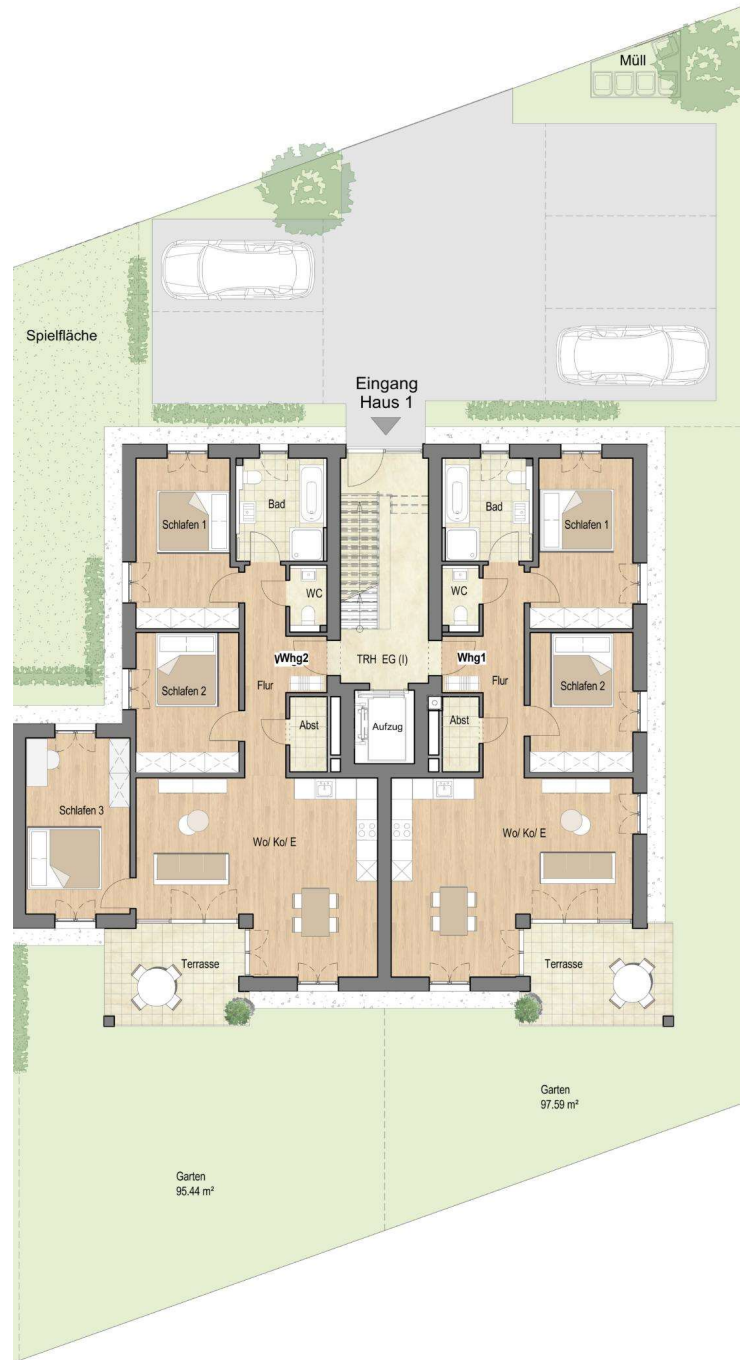 Müll
Spielfläche
Eingang
Haus 1
Schlafen 1
Bad
Bad
Schlafen 1
WC
WC
Whg2
TRH EG (I)
Whg1
Schlafen 2
Flur
Flur
Schlafen 2
Abst
Aufzug
Abst
Schlafen 3
Wo/ Ko/ E
Wo/ Ko/ E
Terrasse
Terrasse
Garten
97.59 m²
Garten
95.44 m²